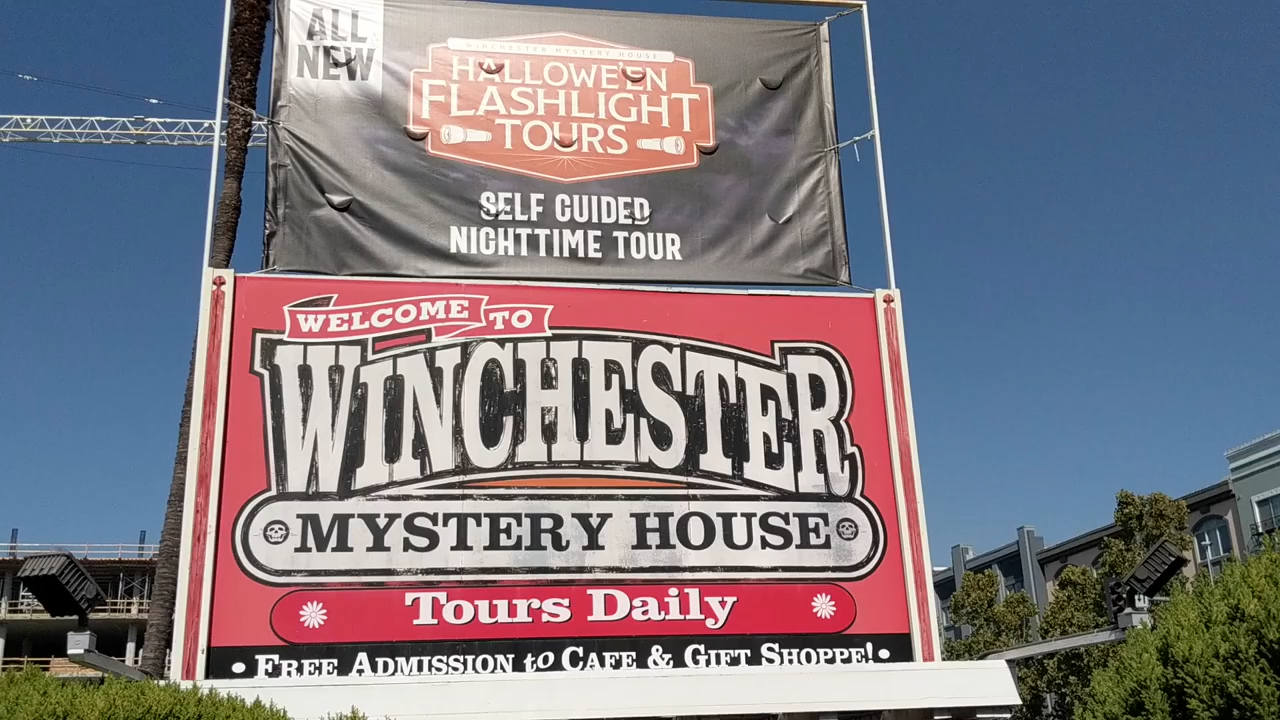 ALL
NEW
WINCHESTER MYSTERY HOUSE
HALLOWE'EN
FLASHLIGHT
TOURS
SELF GUIDED
NIGHTTIME TOUR
WELCOME TO
WINCHESTER
MYSTERY HOUSE
Tours Daily
• FREE ADMISSION to CAFE & GIFT SHOPPE! •